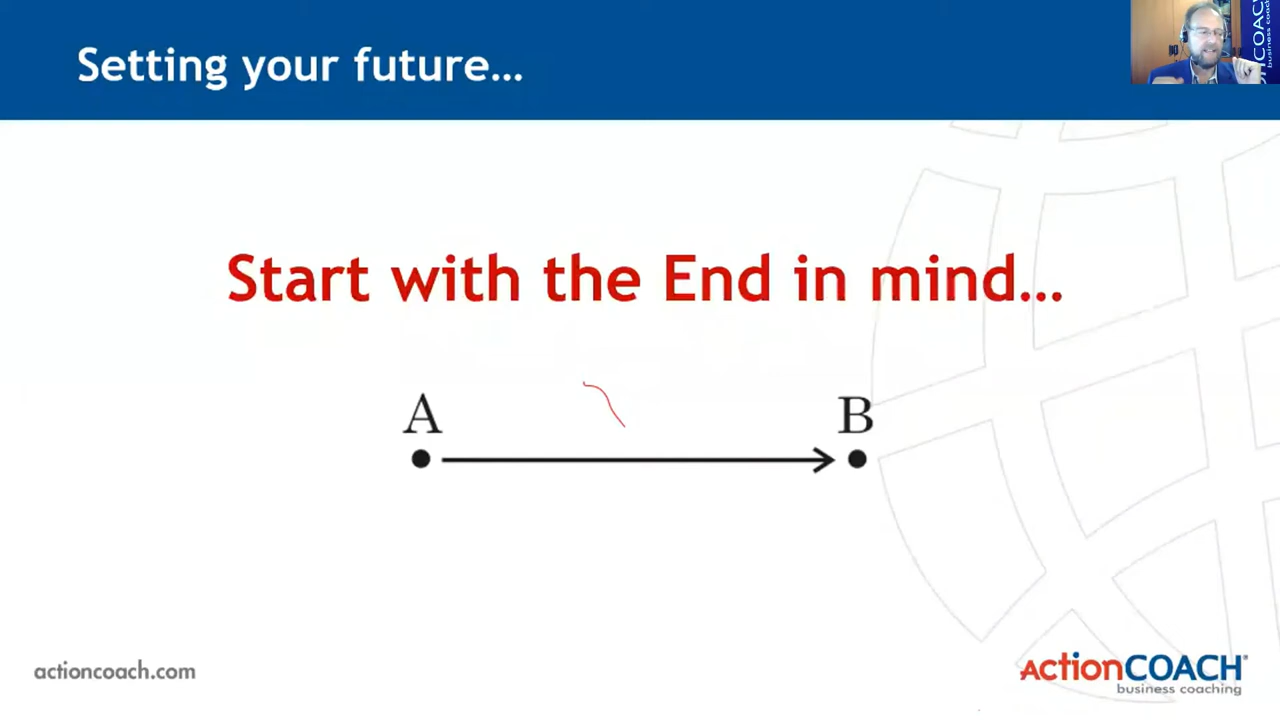 Setting your future...
Start with the End in mind...
A
B
actioncoach.com
ACTIONCOACH
business coaching